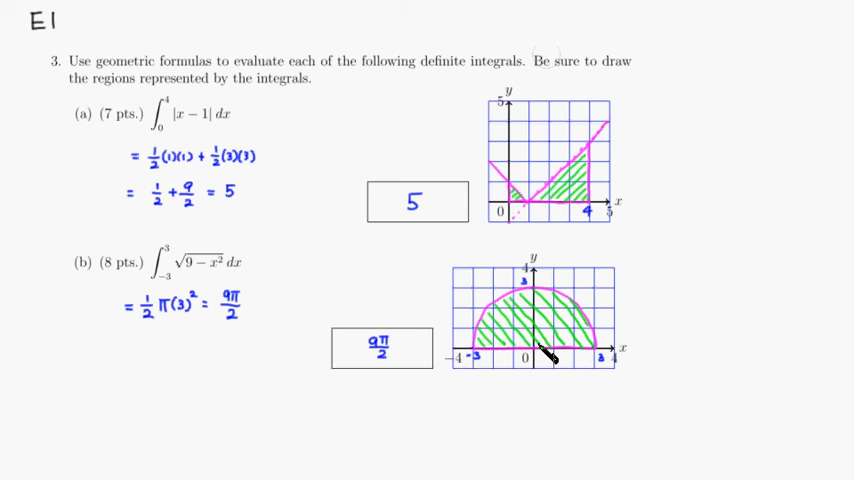 E1
3. Use geometric formulas to evaluate each of the following definite integrals. Be sure to draw
the regions represented by the integrals.
(a) (7 pts.) ∫₀⁴ |x − 1| dx
= ½(1)(1) + ½(3)(3)
= ½ + 9/2 = 5
5
y
5
0
4
5
x
(b) (8 pts.) ∫₋₃³ √(9 − x²) dx
= ½ π(3)² = 9π/2
9π/2
y
4
3
−4
-3
0
3
4
x